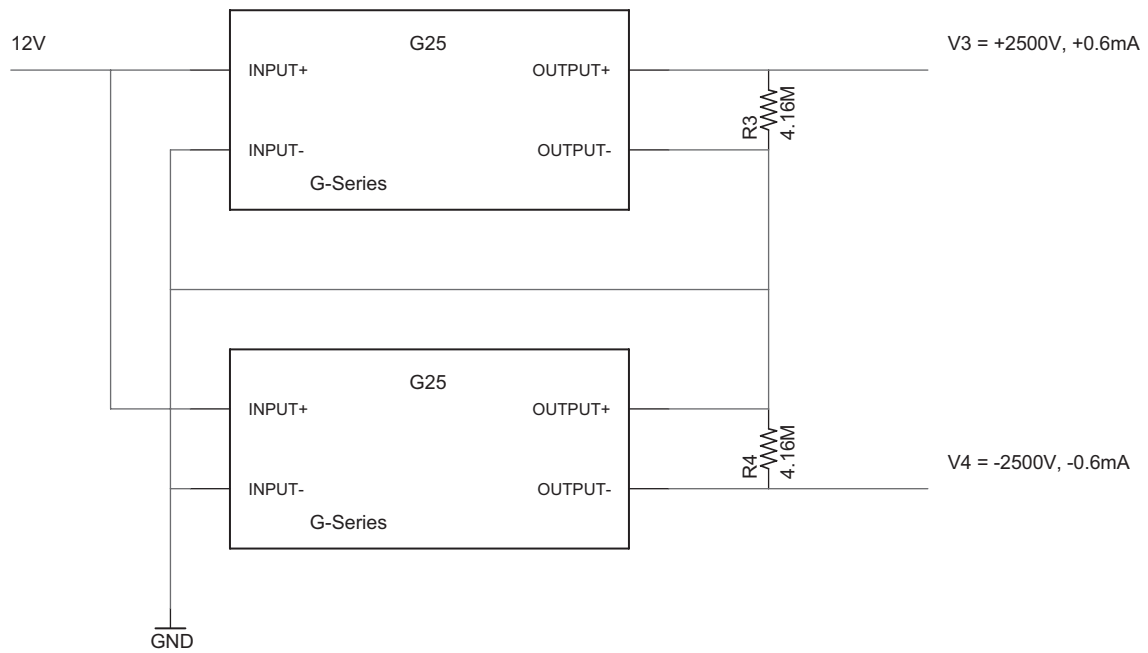 12V
G25
V3 = +2500V, +0.6mA
INPUT+
OUTPUT+
R3
4.16M
INPUT-
OUTPUT-
G-Series
G25
INPUT+
OUTPUT+
R4
4.16M
V4 = -2500V, -0.6mA
INPUT-
OUTPUT-
G-Series
GND